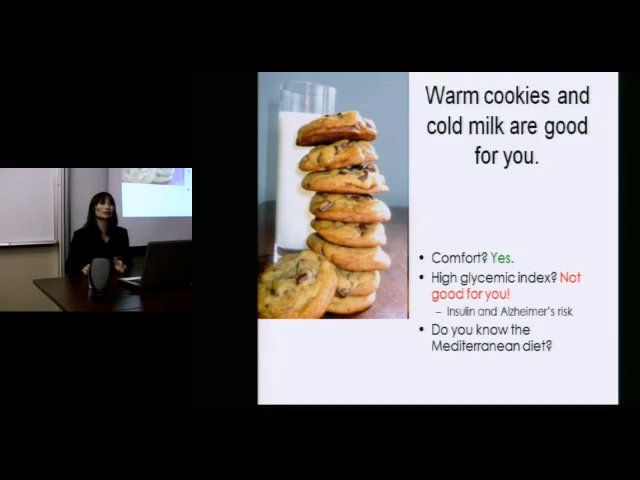 Warm cookies and
cold milk are good
for you.
• Comfort? Yes.
• High glycemic index? Not
good for you!
– Insulin and Alzheimer's risk
• Do you know the
Mediterranean diet?